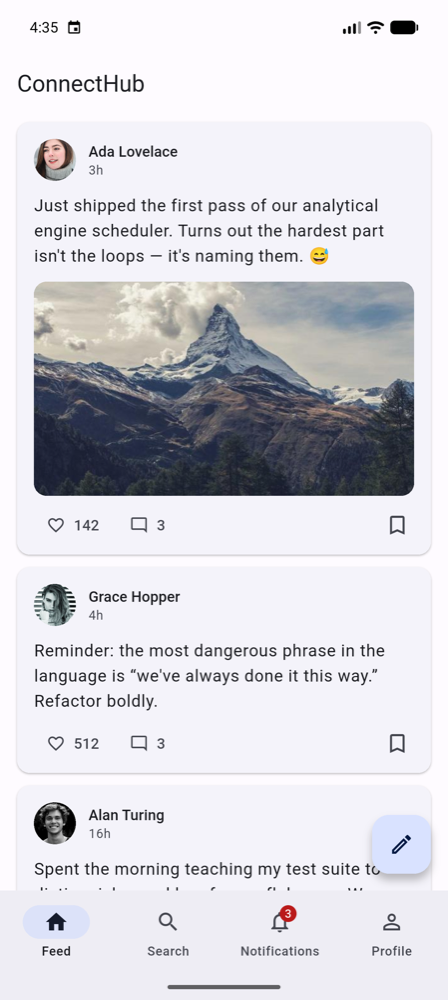 4:35
ConnectHub
Ada Lovelace
3h
Just shipped the first pass of our analytical
engine scheduler. Turns out the hardest part
isn't the loops — it's naming them. 😅
142
3
Grace Hopper
4h
Reminder: the most dangerous phrase in the
language is “we've always done it this way.”
Refactor boldly.
512
3
Alan Turing
16h
Spent the morning teaching my test suite to
3
Feed
Search
Notifications
Profile